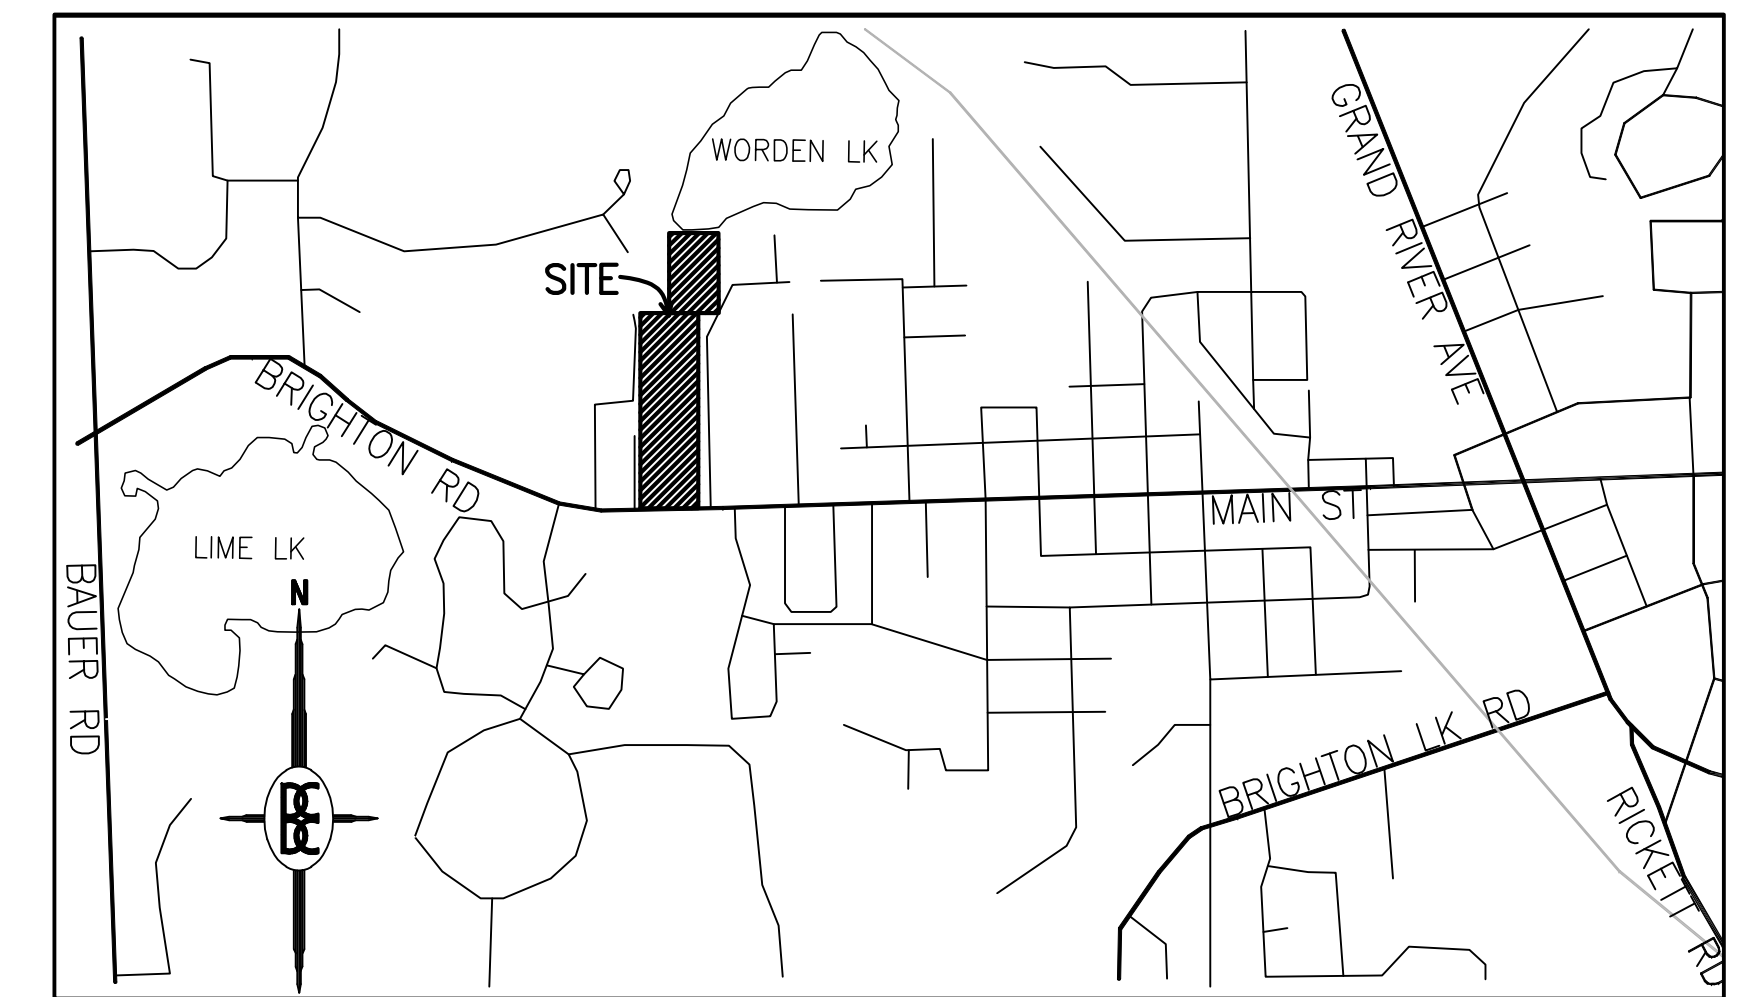 WORDEN LK
GRAND RIVER AVE
SITE
BRIGHTON RD
MAIN ST
LIME LK
N
BAUER RD
BRIGHTON LK RD
RICKETT RD